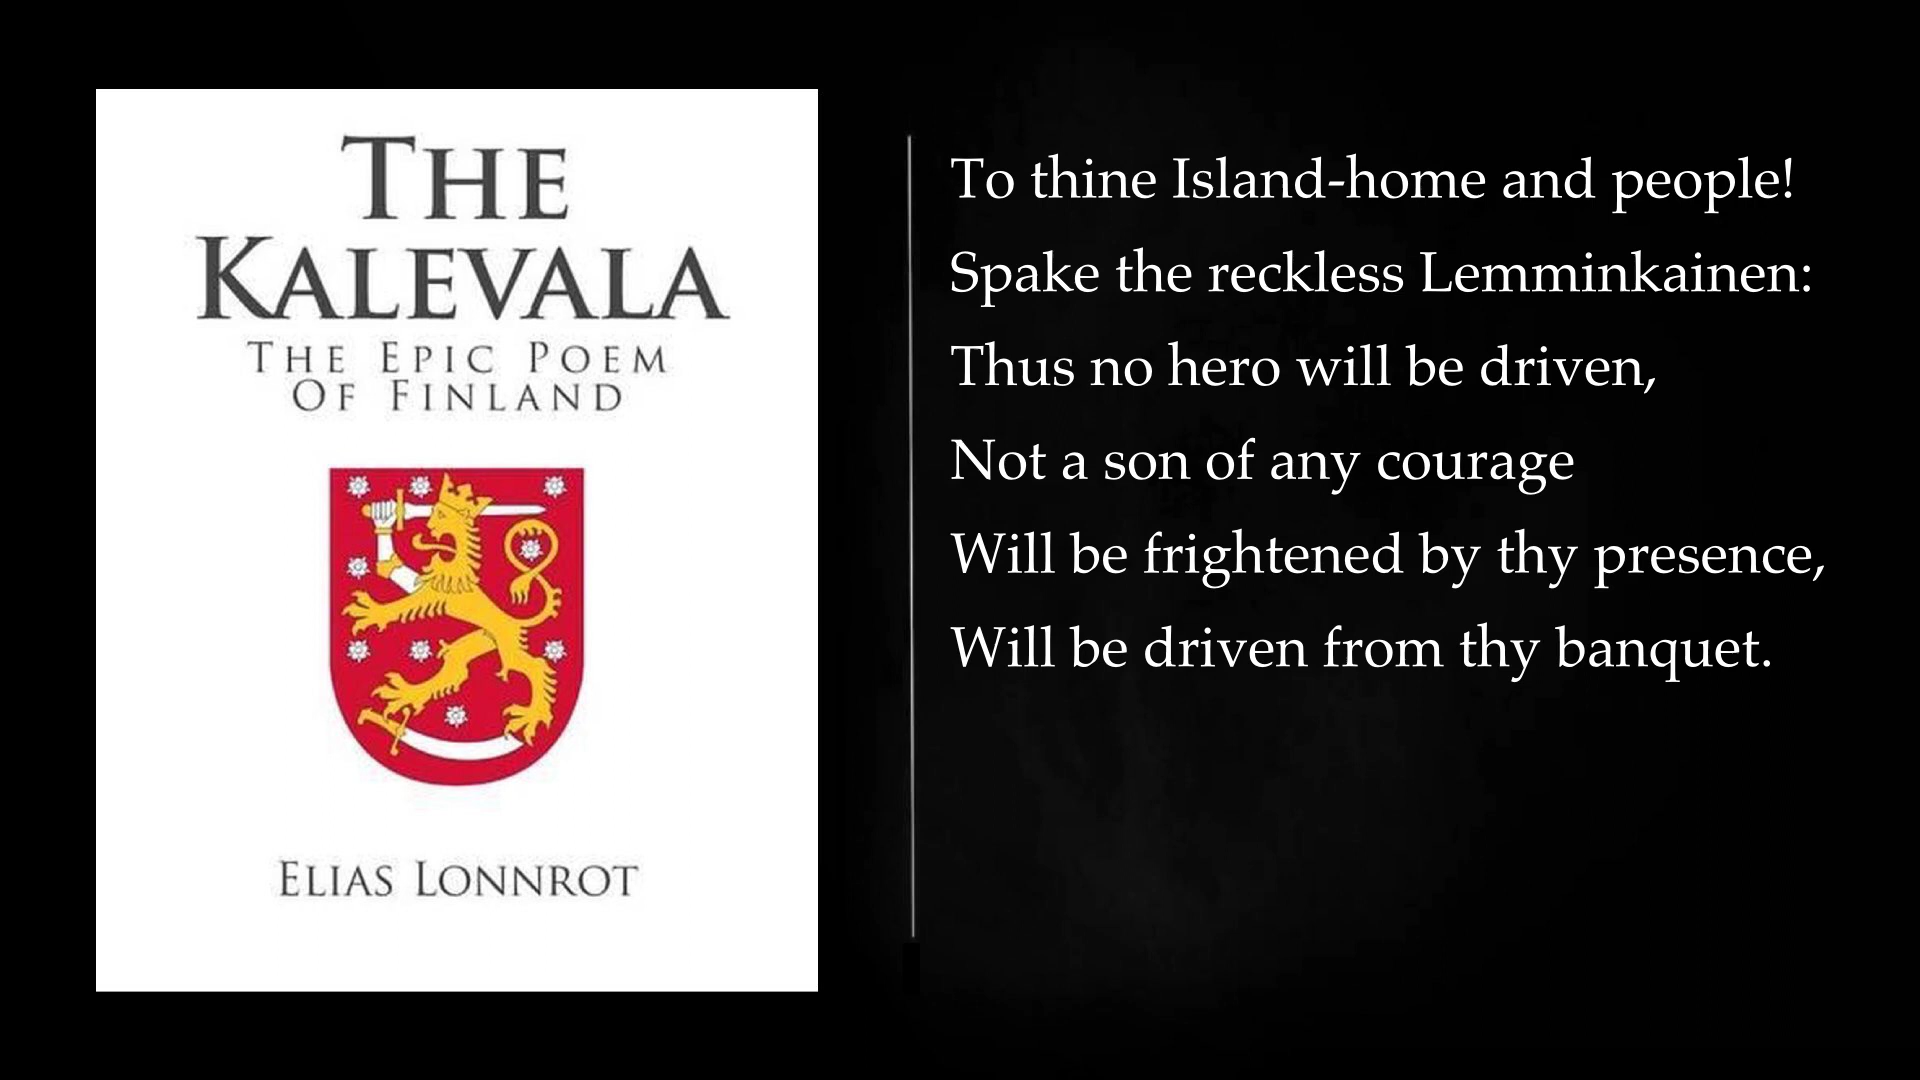 THE
KALEVALA
THE EPIC POEM
OF FINLAND
ELIAS LONNROT
To thine Island-home and people!
Spake the reckless Lemminkainen:
Thus no hero will be driven,
Not a son of any courage
Will be frightened by thy presence,
Will be driven from thy banquet.